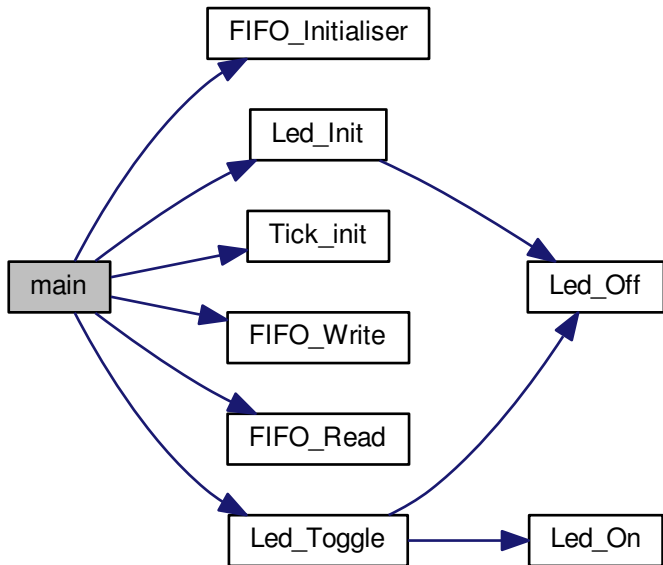 FIFO_Initialiser
Led_Init
Tick_init
main
Led_Off
FIFO_Write
FIFO_Read
Led_Toggle
Led_On